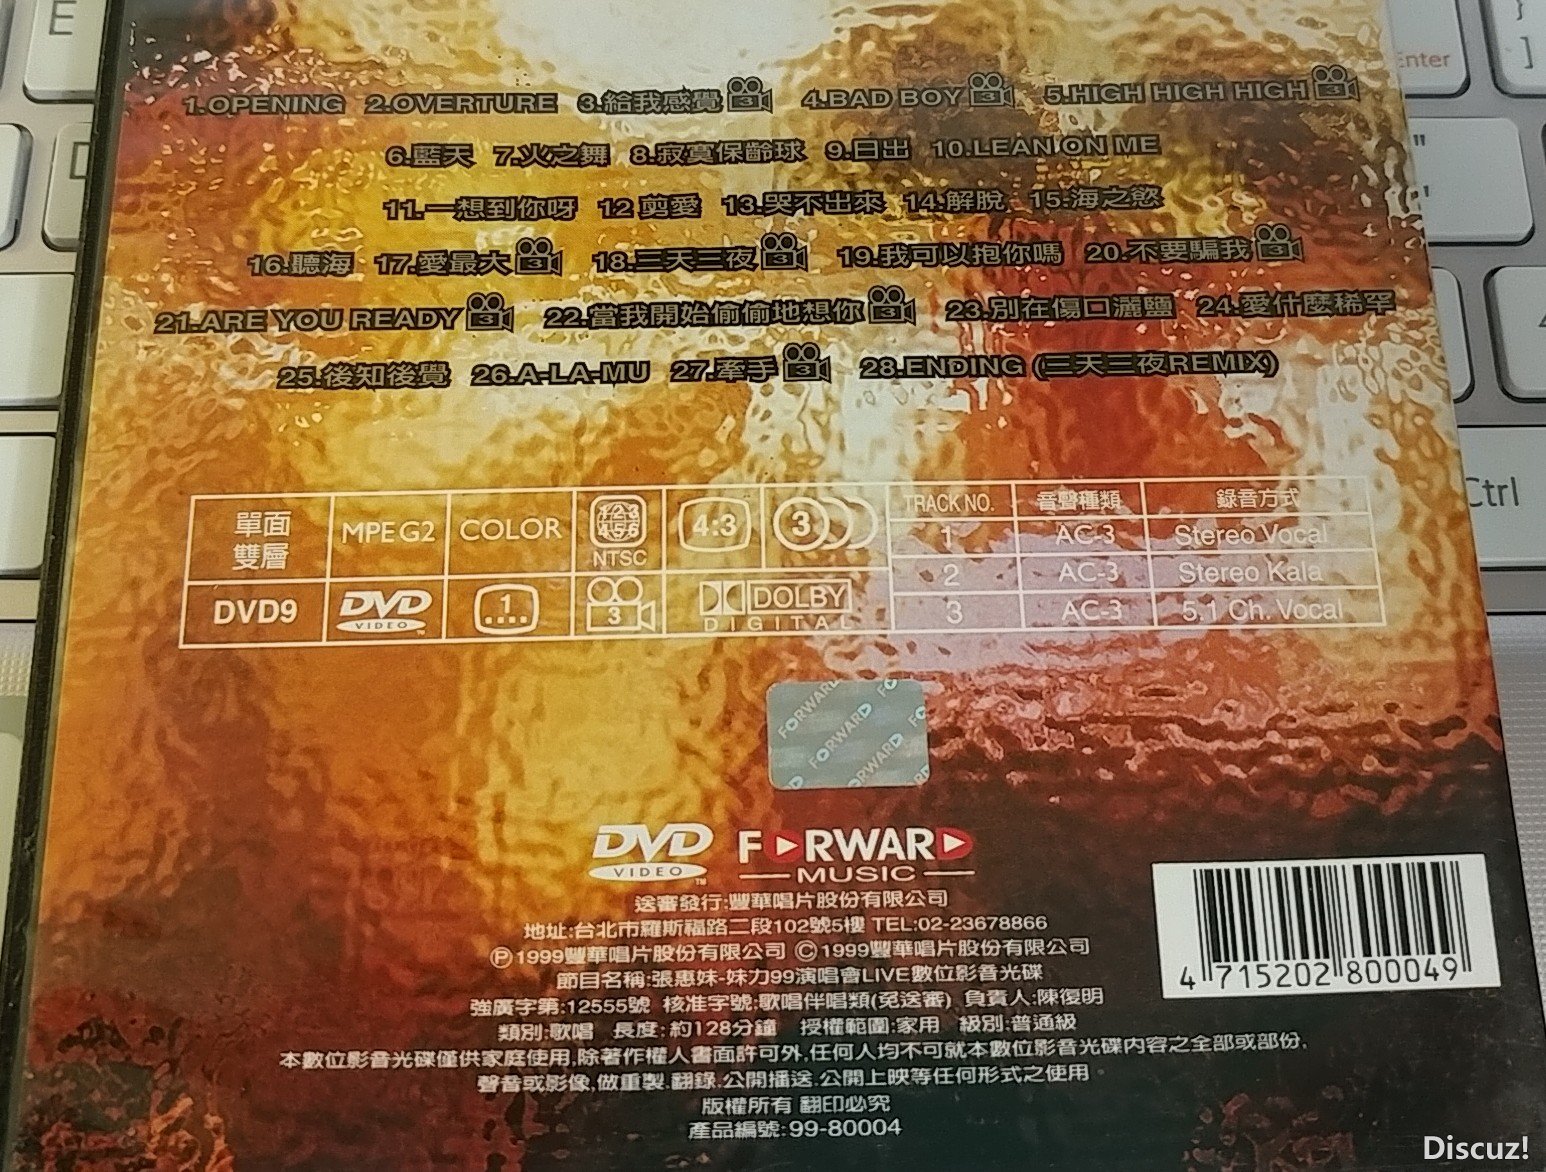 E
Enter
1.OPENING 2.OVERTURE 3.給我感覺 3 4.BAD BOY 3 5.HIGH HIGH HIGH 3
6.藍天 7.火之舞 8.寂寞保齡球 9.日出 10.LEAN ON ME
11.一想到你呀 12 剪愛 13.哭不出來 14.解脫 15.海之慾
16.聽海 17.愛最大 3 18.三天三夜 3 19.我可以抱你嗎 20.不要騙我 3
21.ARE YOU READY 3 22.當我開始偷偷地想你 3 23.別在傷口灑鹽 24.愛什麼稀罕
25.後知後覺 26.A-LA-MU 27.牽手 3 28.ENDING (三天三夜REMIX)
Ctrl
單面雙層 MPEG2 COLOR NTSC 4:3 3
DVD9 DVD VIDEO 1 3 DOLBY DIGITAL
TRACK NO. 音聲種類 錄音方式
1 AC-3 Stereo Vocal
2 AC-3 Stereo Kala
3 AC-3 5.1 Ch. Vocal
FORWARD FORWARD FORWARD
DVD VIDEO FORWARD MUSIC
送審發行:豐華唱片股份有限公司
地址:台北市羅斯福路二段102號5樓 TEL:02-23678866
Ⓟ1999豐華唱片股份有限公司 Ⓒ1999豐華唱片股份有限公司
節目名稱:張惠妹-妹力99演唱會LIVE數位影音光碟
強廣字第:12555號 核准字號:歌唱伴唱類(免送審) 負責人:陳復明
類別:歌唱 長度:約128分鐘 授權範圍:家用 級別:普通級
本數位影音光碟僅供家庭使用,除著作權人書面許可外,任何人均不可就本數位影音光碟內容之全部或部份,
聲音或影像,做重製,翻錄,公開播送,公開上映等任何形式之使用
版權所有 翻印必究
產品編號:99-80004
4 715202 800049
Discuz!